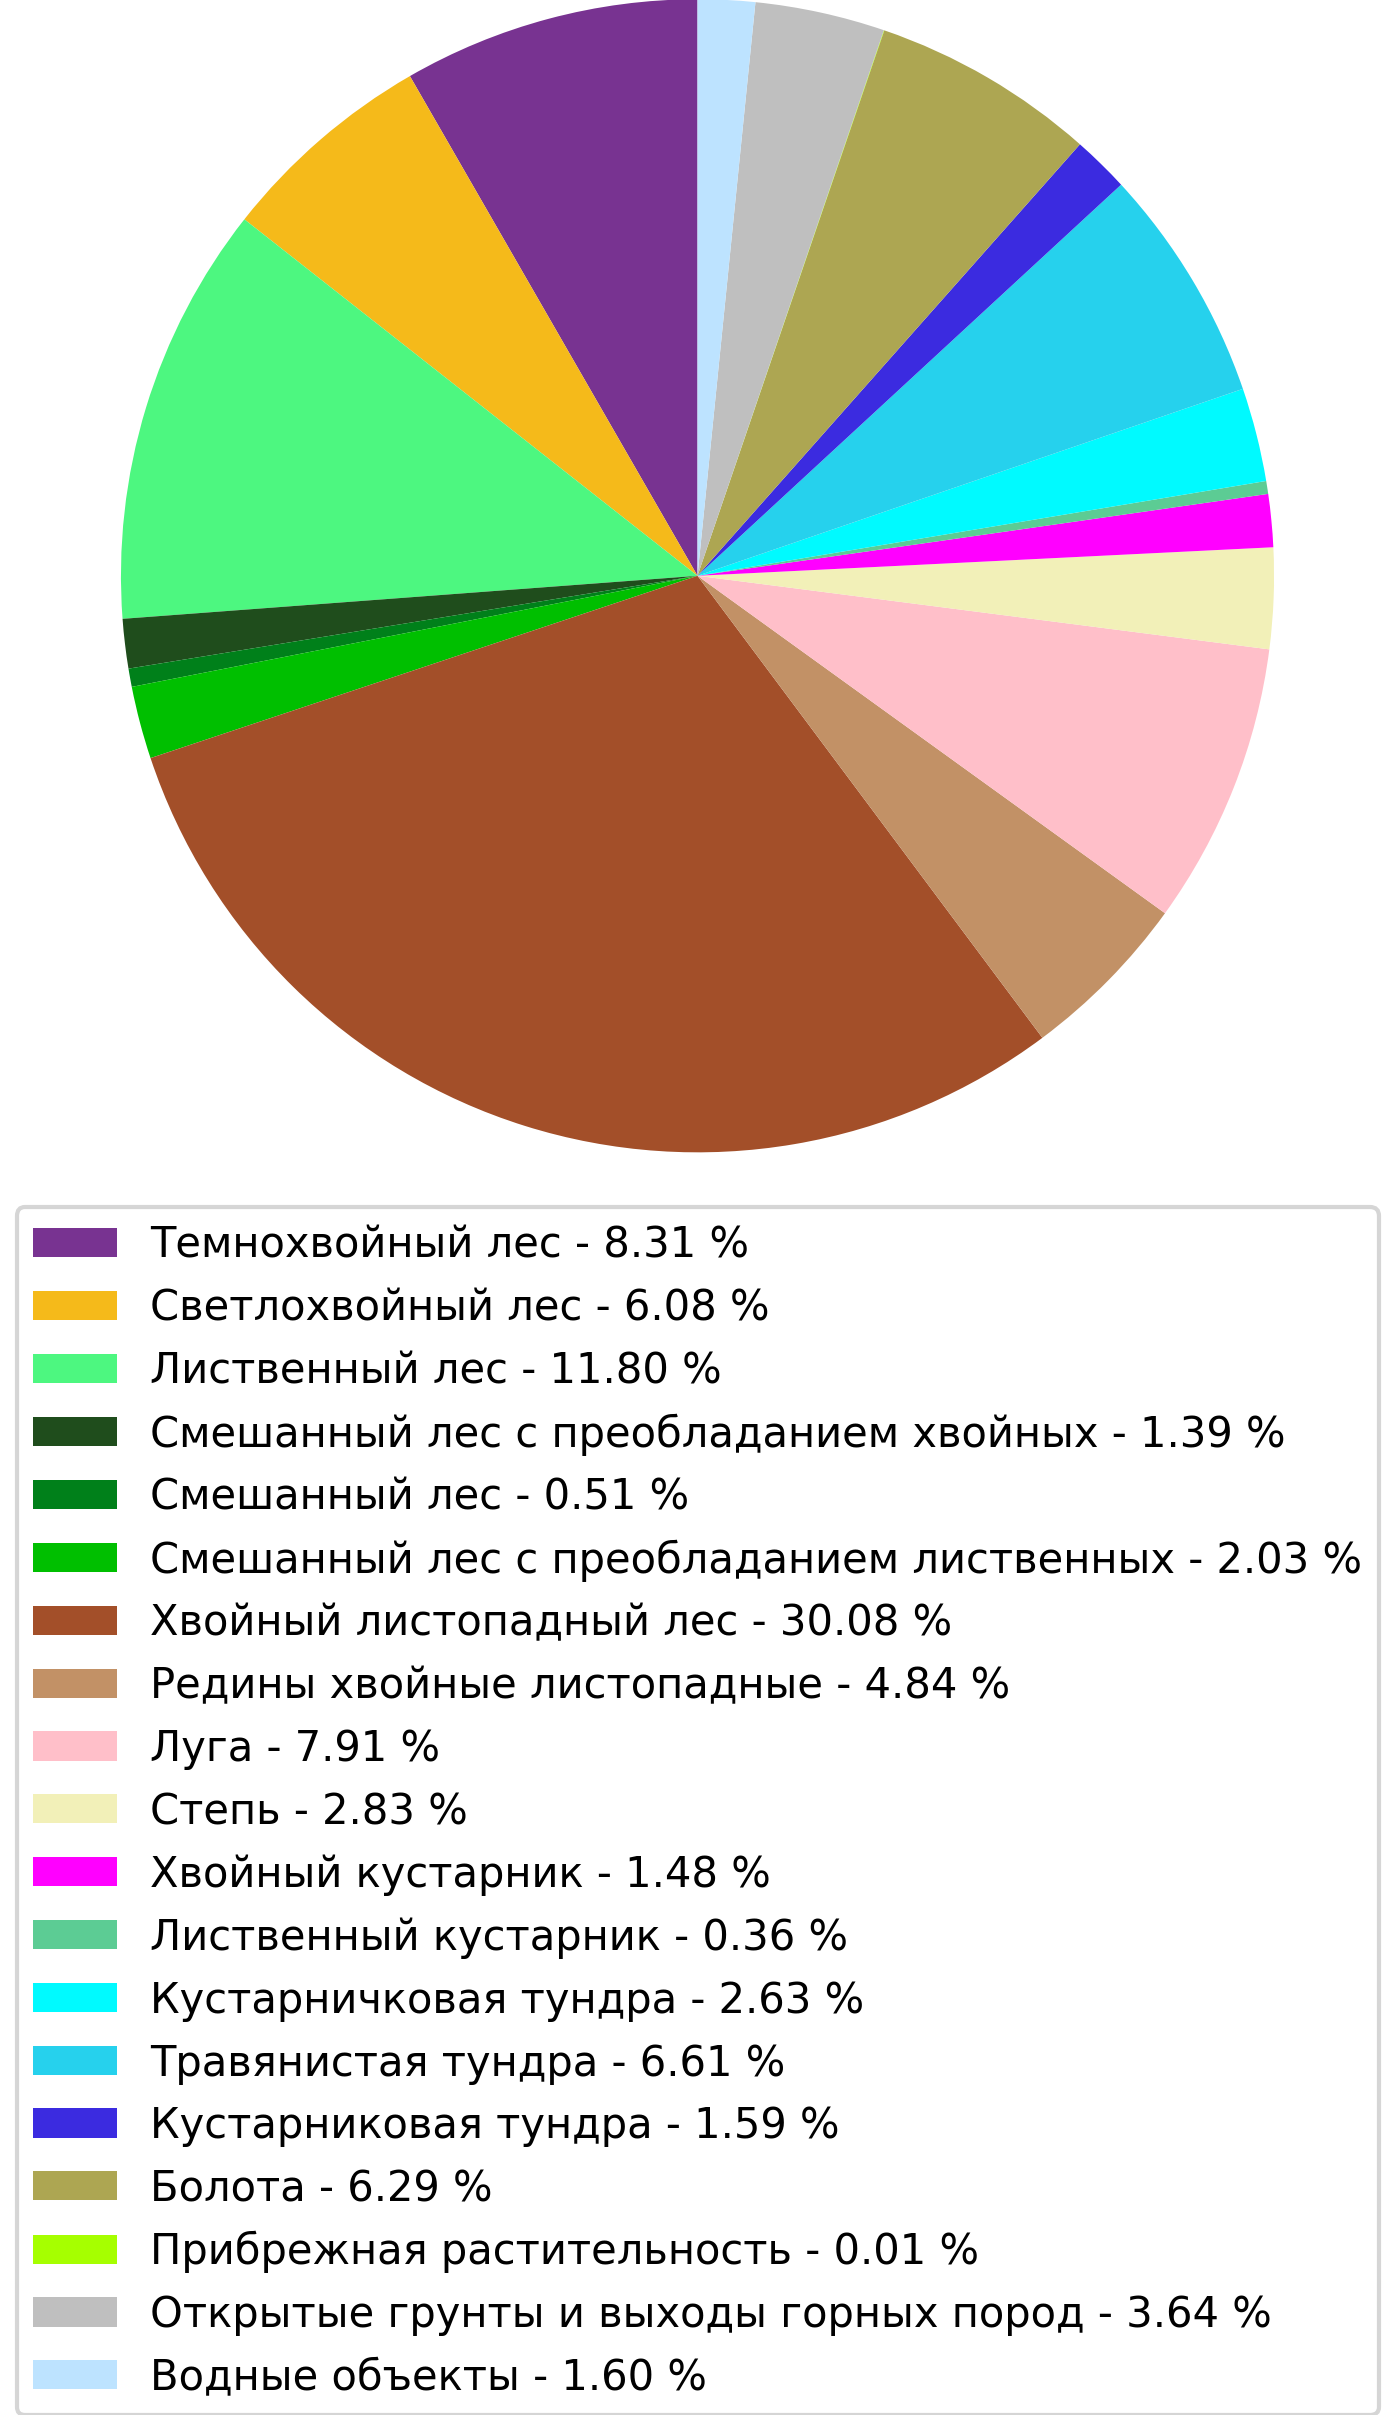 Темнохвойный лес - 8.31 %
Светлохвойный лес - 6.08 %
Лиственный лес - 11.80 %
Смешанный лес с преобладанием хвойных - 1.39 %
Смешанный лес - 0.51 %
Смешанный лес с преобладанием лиственных - 2.03 %
Хвойный листопадный лес - 30.08 %
Редины хвойные листопадные - 4.84 %
Луга - 7.91 %
Степь - 2.83 %
Хвойный кустарник - 1.48 %
Лиственный кустарник - 0.36 %
Кустарничковая тундра - 2.63 %
Травянистая тундра - 6.61 %
Кустарниковая тундра - 1.59 %
Болота - 6.29 %
Прибрежная растительность - 0.01 %
Открытые грунты и выходы горных пород - 3.64 %
Водные объекты - 1.60 %